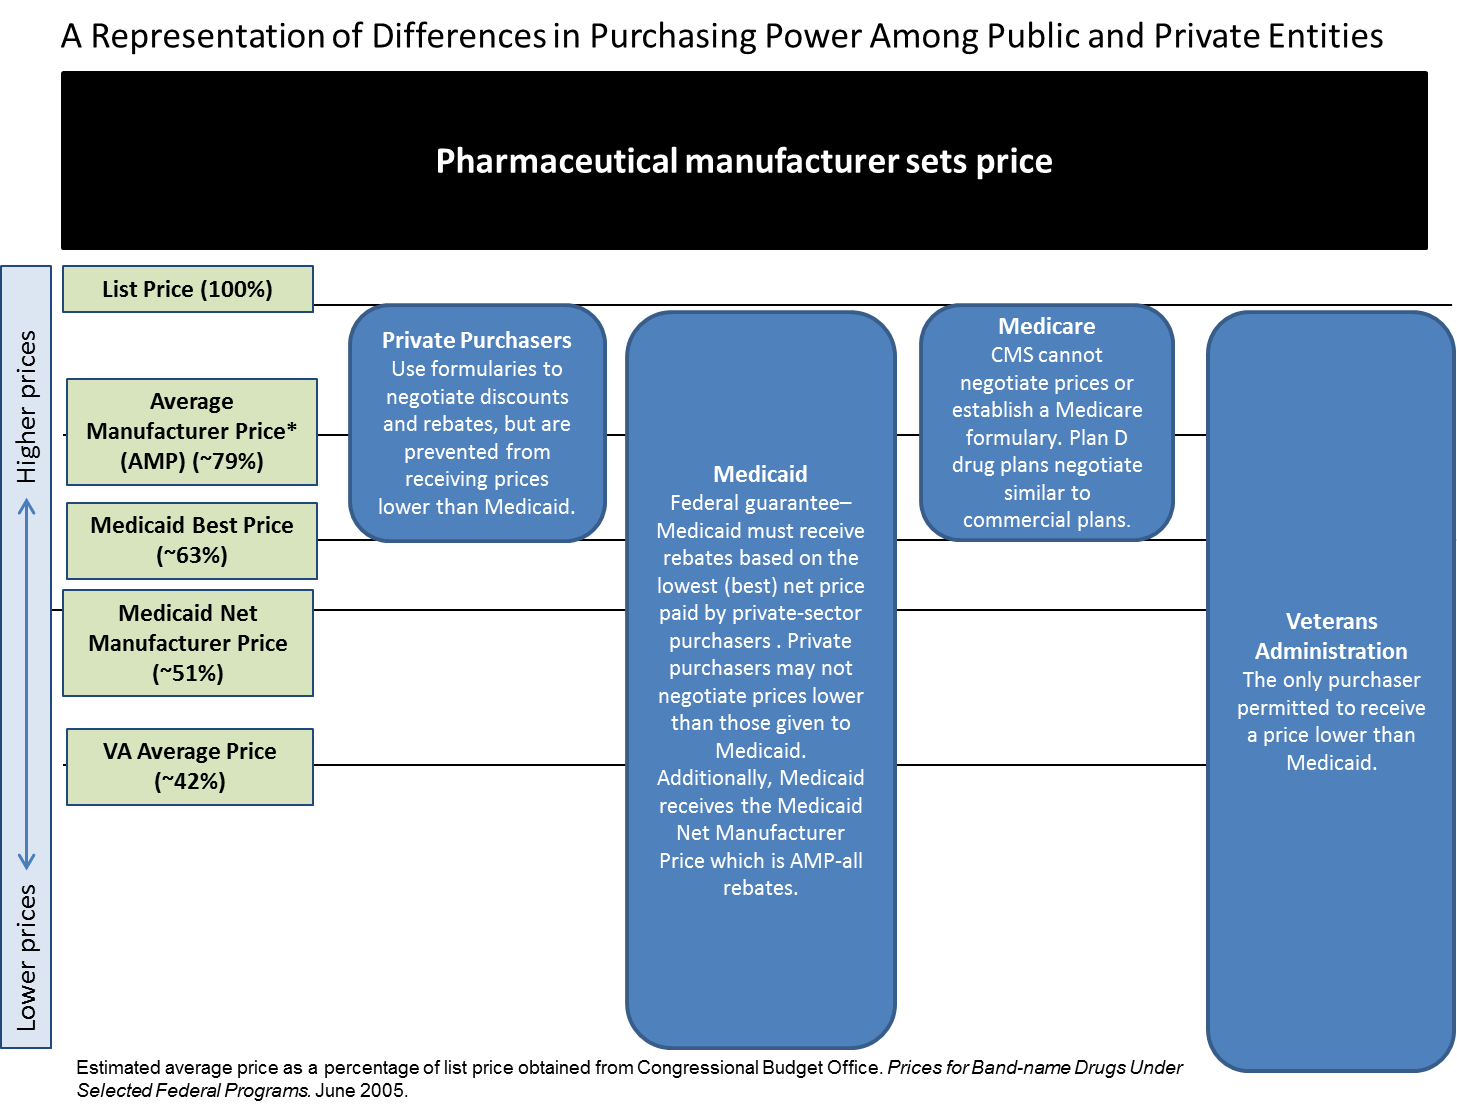 A Representation of Differences in Purchasing Power Among Public and Private Entities
Pharmaceutical manufacturer sets price
Higher prices
Lower prices
List Price (100%)
Average
Manufacturer Price*
(AMP) (~79%)
Medicaid Best Price
(~63%)
Medicaid Net
Manufacturer Price
(~51%)
VA Average Price
(~42%)
Private Purchasers
Use formularies to
negotiate discounts
and rebates, but are
prevented from
receiving prices
lower than Medicaid.
Medicaid
Federal guarantee–
Medicaid must receive
rebates based on the
lowest (best) net price
paid by private-sector
purchasers . Private
purchasers may not
negotiate prices lower
than those given to
Medicaid.
Additionally, Medicaid
receives the Medicaid
Net Manufacturer
Price which is AMP-all
rebates.
Medicare
CMS cannot
negotiate prices or
establish a Medicare
formulary. Plan D
drug plans negotiate
similar to
commercial plans.
Veterans
Administration
The only purchaser
permitted to receive
a price lower than
Medicaid.
Estimated average price as a percentage of list price obtained from Congressional Budget Office. Prices for Band-name Drugs Under
Selected Federal Programs. June 2005.